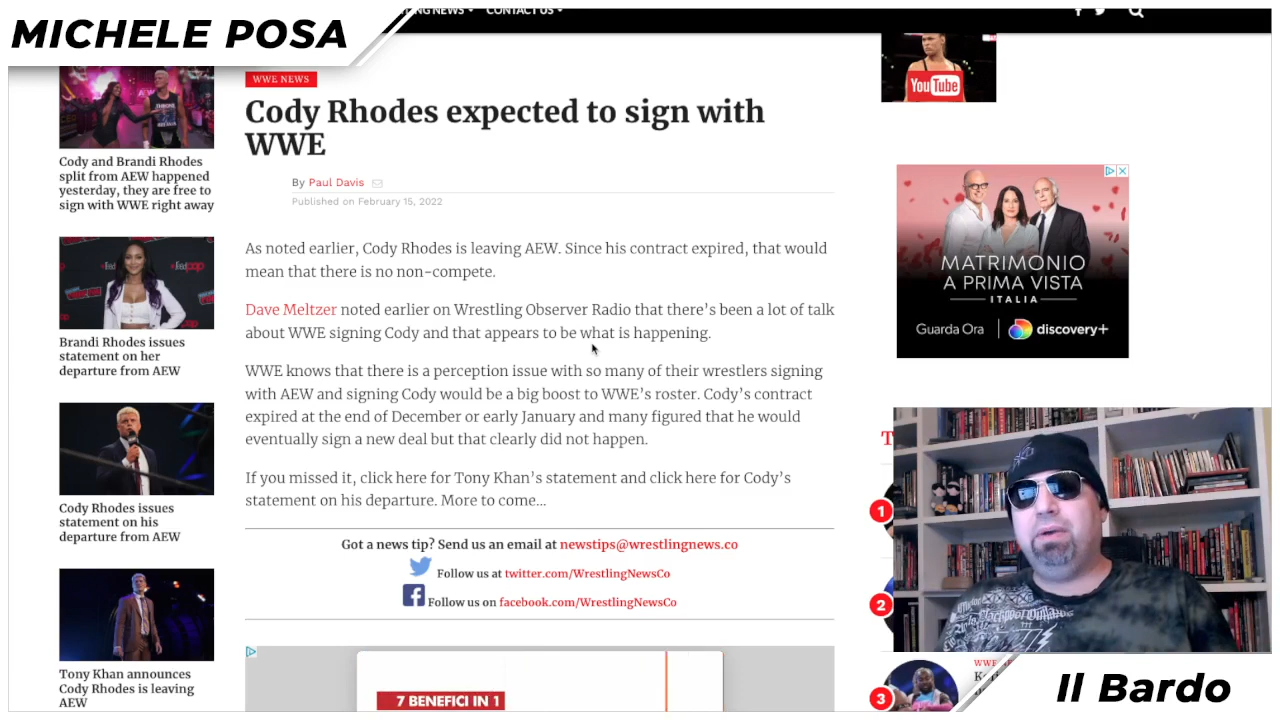 MICHELE POSA
CONTACT US
WWE NEWS
Cody Rhodes expected to sign with
WWE
By Paul Davis
Published on February 15, 2022
As noted earlier, Cody Rhodes is leaving AEW. Since his contract expired, that would
mean that there is no non-compete.
Dave Meltzer noted earlier on Wrestling Observer Radio that there’s been a lot of talk
about WWE signing Cody and that appears to be what is happening.
WWE knows that there is a perception issue with so many of their wrestlers signing
with AEW and signing Cody would be a big boost to WWE’s roster. Cody’s contract
expired at the end of December or early January and many figured that he would
eventually sign a new deal but that clearly did not happen.
If you missed it, click here for Tony Khan’s statement and click here for Cody’s
statement on his departure. More to come…
Got a news tip? Send us an email at newstips@wrestlingnews.co
Follow us at twitter.com/WrestlingNewsCo
Follow us on facebook.com/WrestlingNewsCo
7 BENEFICI IN 1
Cody and Brandi Rhodes
split from AEW happened
yesterday, they are free to
sign with WWE right away
Brandi Rhodes issues
statement on her
departure from AEW
Cody Rhodes issues
statement on his
departure from AEW
Tony Khan announces
Cody Rhodes is leaving
AEW
YouTube
MATRIMONIO
A PRIMA VISTA
ITALIA
Guarda Ora
discovery+
1
2
3
Il Bardo